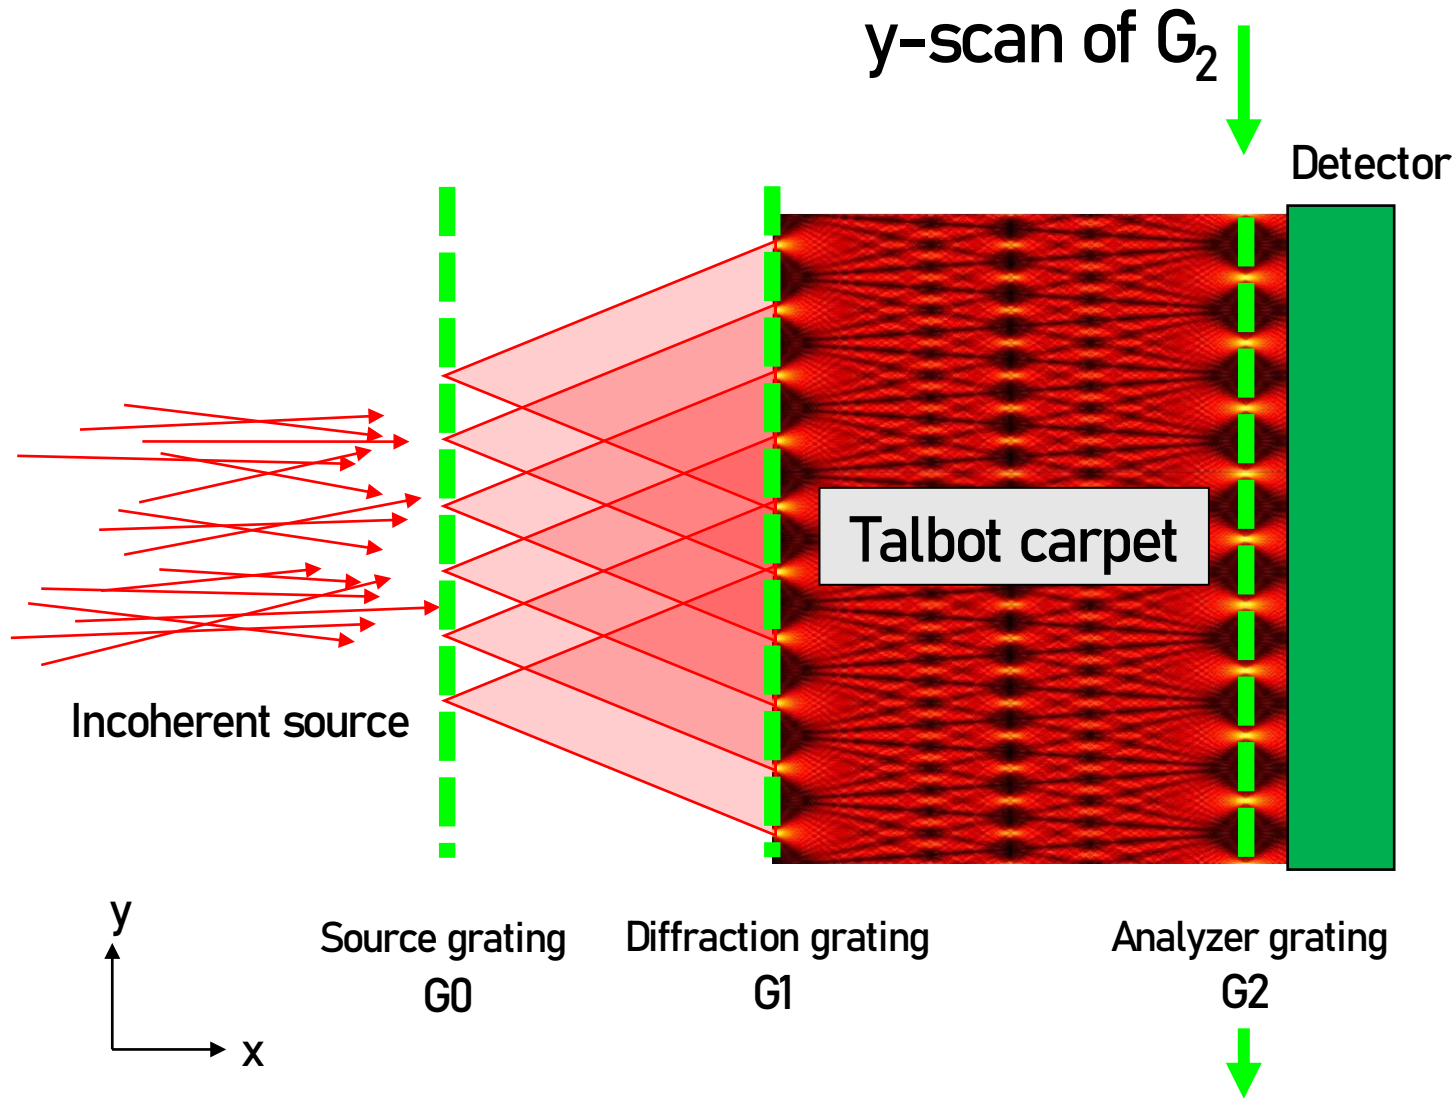 y-scan of G2
Detector
Talbot carpet
Incoherent source
Source grating
G0
Diffraction grating
G1
Analyzer grating
G2
y
x